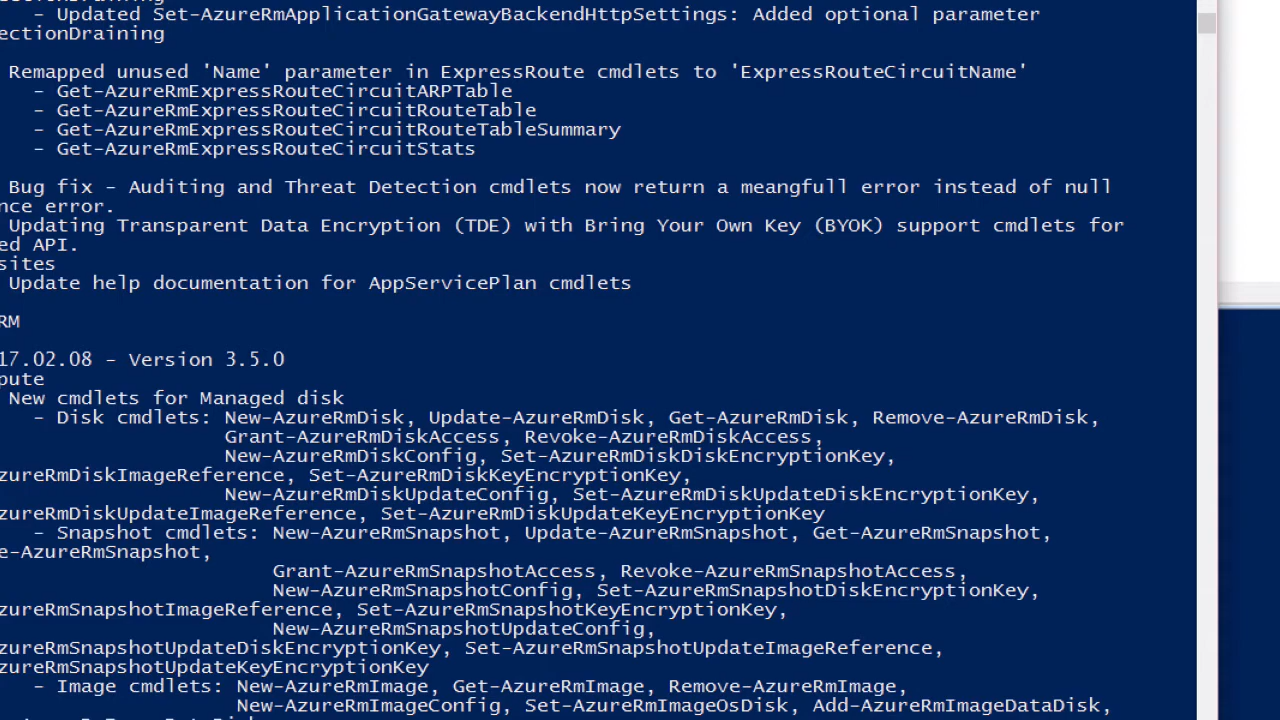 - Updated Set-AzureRmApplicationGatewayBackendHttpSettings: Added optional parameter
ectionDraining
Remapped unused 'Name' parameter in ExpressRoute cmdlets to 'ExpressRouteCircuitName'
- Get-AzureRmExpressRouteCircuitARPTable
- Get-AzureRmExpressRouteCircuitRouteTable
- Get-AzureRmExpressRouteCircuitRouteTableSummary
- Get-AzureRmExpressRouteCircuitStats
Bug fix - Auditing and Threat Detection cmdlets now return a meangfull error instead of null
nce error.
Updating Transparent Data Encryption (TDE) with Bring Your Own Key (BYOK) support cmdlets for
ed API.
sites
Update help documentation for AppServicePlan cmdlets
RM
17.02.08 - Version 3.5.0
pute
New cmdlets for Managed disk
- Disk cmdlets: New-AzureRmDisk, Update-AzureRmDisk, Get-AzureRmDisk, Remove-AzureRmDisk,
Grant-AzureRmDiskAccess, Revoke-AzureRmDiskAccess,
New-AzureRmDiskConfig, Set-AzureRmDiskDiskEncryptionKey,
zureRmDiskImageReference, Set-AzureRmDiskKeyEncryptionKey,
New-AzureRmDiskUpdateConfig, Set-AzureRmDiskUpdateDiskEncryptionKey,
zureRmDiskUpdateImageReference, Set-AzureRmDiskUpdateKeyEncryptionKey
- Snapshot cmdlets: New-AzureRmSnapshot, Update-AzureRmSnapshot, Get-AzureRmSnapshot,
e-AzureRmSnapshot,
Grant-AzureRmSnapshotAccess, Revoke-AzureRmSnapshotAccess,
New-AzureRmSnapshotConfig, Set-AzureRmSnapshotDiskEncryptionKey,
zureRmSnapshotImageReference, Set-AzureRmSnapshotKeyEncryptionKey,
New-AzureRmSnapshotUpdateConfig,
zureRmSnapshotUpdateDiskEncryptionKey, Set-AzureRmSnapshotUpdateImageReference,
zureRmSnapshotUpdateKeyEncryptionKey
- Image cmdlets: New-AzureRmImage, Get-AzureRmImage, Remove-AzureRmImage,
New-AzureRmImageConfig, Set-AzureRmImageOsDisk, Add-AzureRmImageDataDisk,